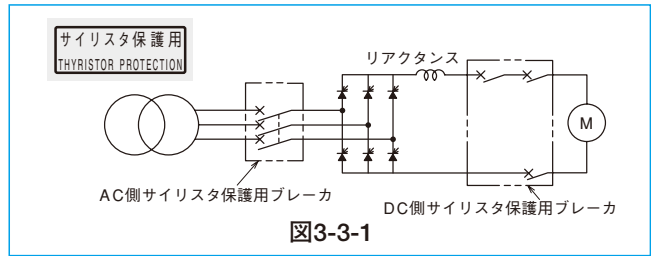 サイリスタ保護用
THYRISTOR PROTECTION
リアクタンス
M
AC側サイリスタ保護用ブレーカ
DC側サイリスタ保護用ブレーカ
図3-3-1